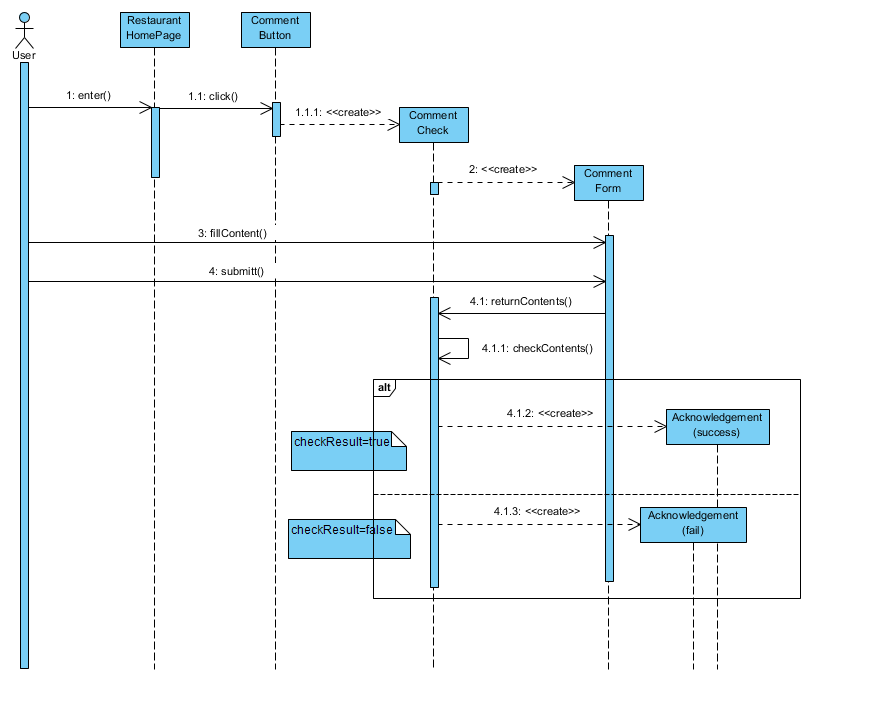 Restaurant
HomePage
Comment
Button
User
1: enter()
1.1: click()
1.1.1: <<create>>
Comment
Check
2: <<create>>
Comment
Form
3: fillContent()
4: submitt()
4.1: returnContents()
4.1.1: checkContents()
alt
4.1.2: <<create>>
Acknowledgement
(success)
checkResult=true
4.1.3: <<create>>
Acknowledgement
(fail)
checkResult=false